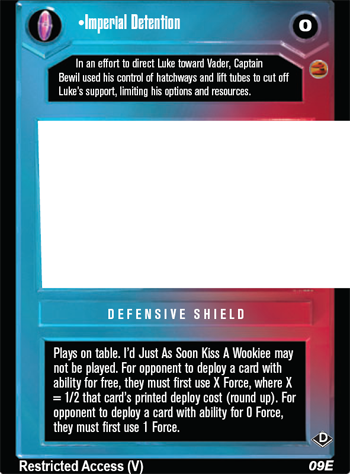 •Imperial Detention
0
In an effort to direct Luke toward Vader, Captain
Bewil used his control of hatchways and lift tubes to cut off
Luke's support, limiting his options and resources.
DEFENSIVE SHIELD
Plays on table. I'd Just As Soon Kiss A Wookiee may
not be played. For opponent to deploy a card with
ability for free, they must first use X Force, where X
= 1/2 that card's printed deploy cost (round up). For
opponent to deploy a card with ability for 0 Force,
they must first use 1 Force.
D
Restricted Access (V) 09E